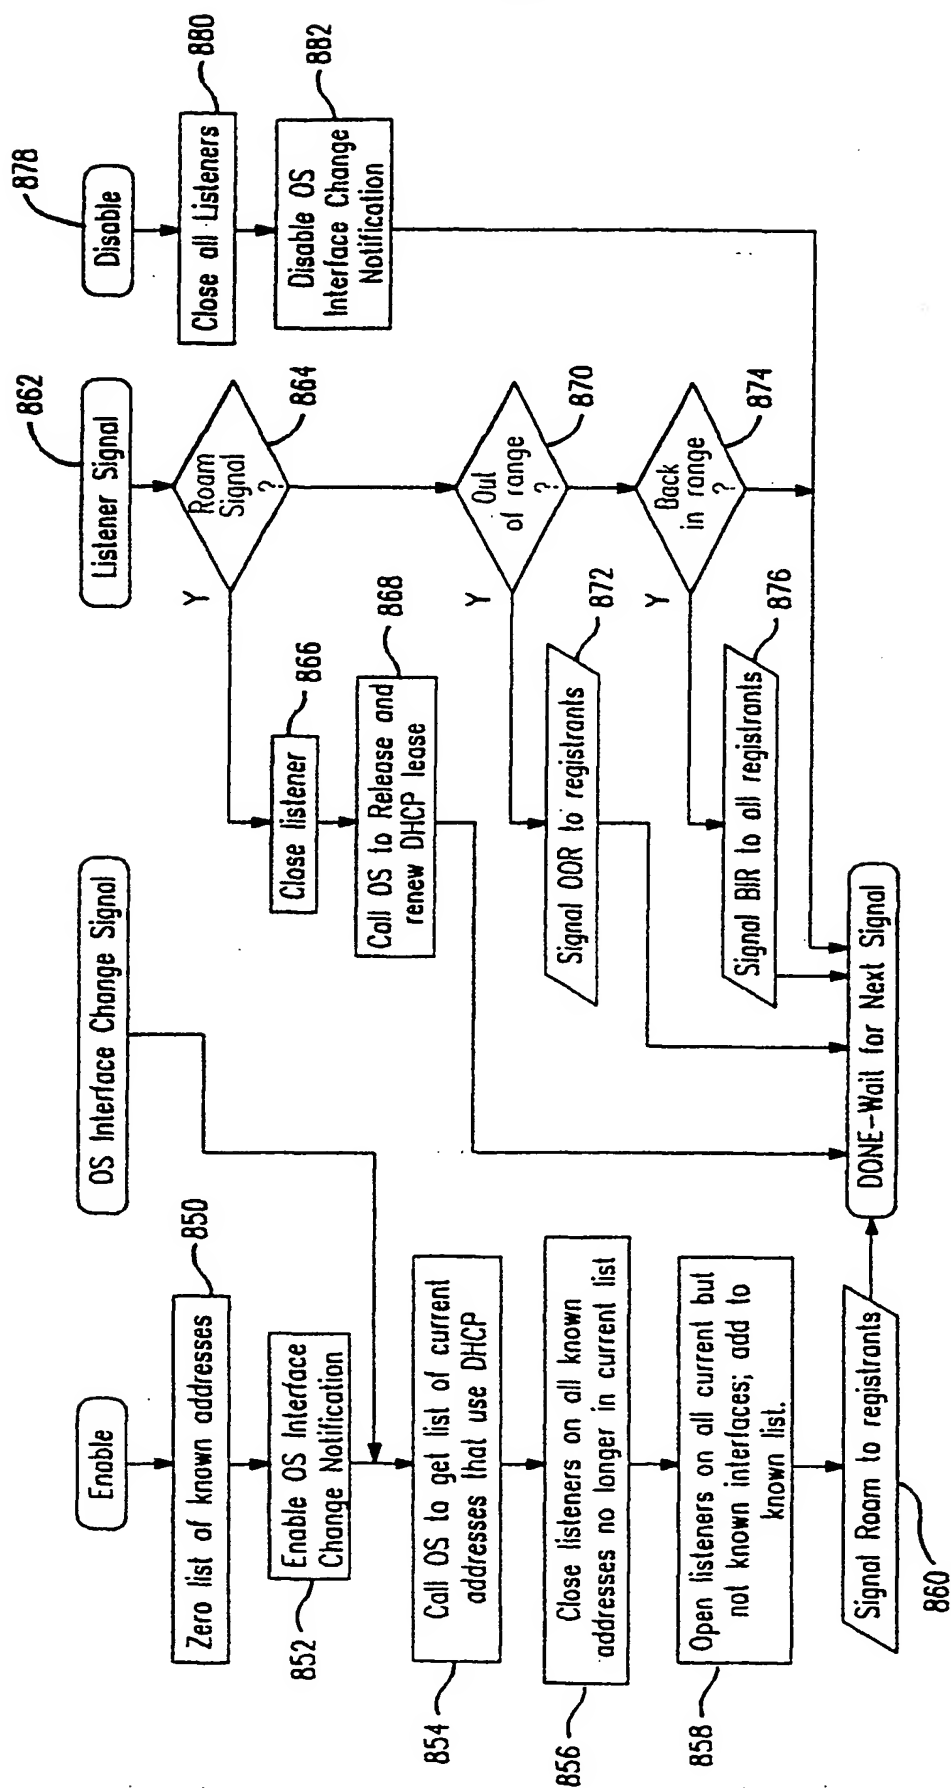 Enable
Zero list of known addresses
850
Enable OS Interface
Change Notification
852
OS Interface Change Signal
Call OS to get list of current
addresses that use DHCP
854
Close listeners on all known
addresses no longer in current list
856
Open listeners on all current but
not known interfaces; add to
known list.
858
Signal Room to registrants
860
Listener Signal
862
Roam
Signal
?
864
Y
Close listener
866
Call OS to Release and
renew DHCP lease
868
Out
of range
?
870
Y
Signal OOR to registrants
872
Back
in range
?
874
Y
Signal BIR to all registrants
876
Disable
878
Close all Listeners
880
Disable OS
Interface Change
Notification
882
DONE-Wait for Next Signal